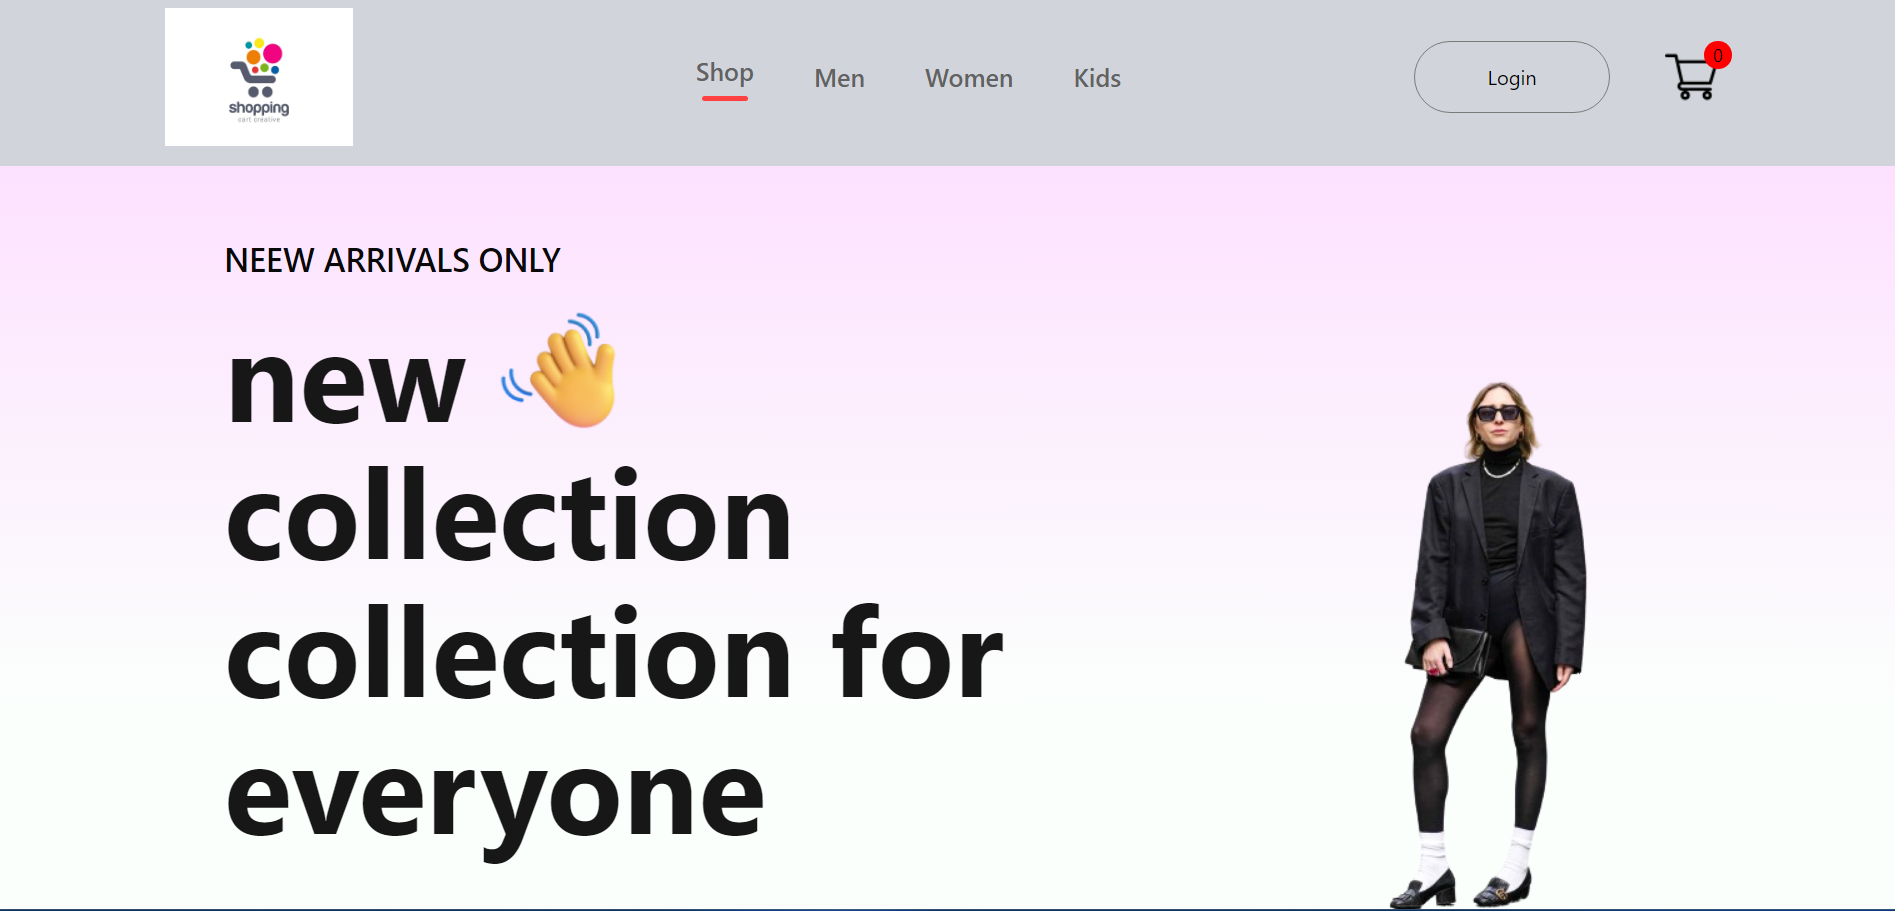 shopping
cart creative
Shop
Men
Women
Kids
Login
0
NEEW ARRIVALS ONLY
new 👋
collection
collection for
everyone